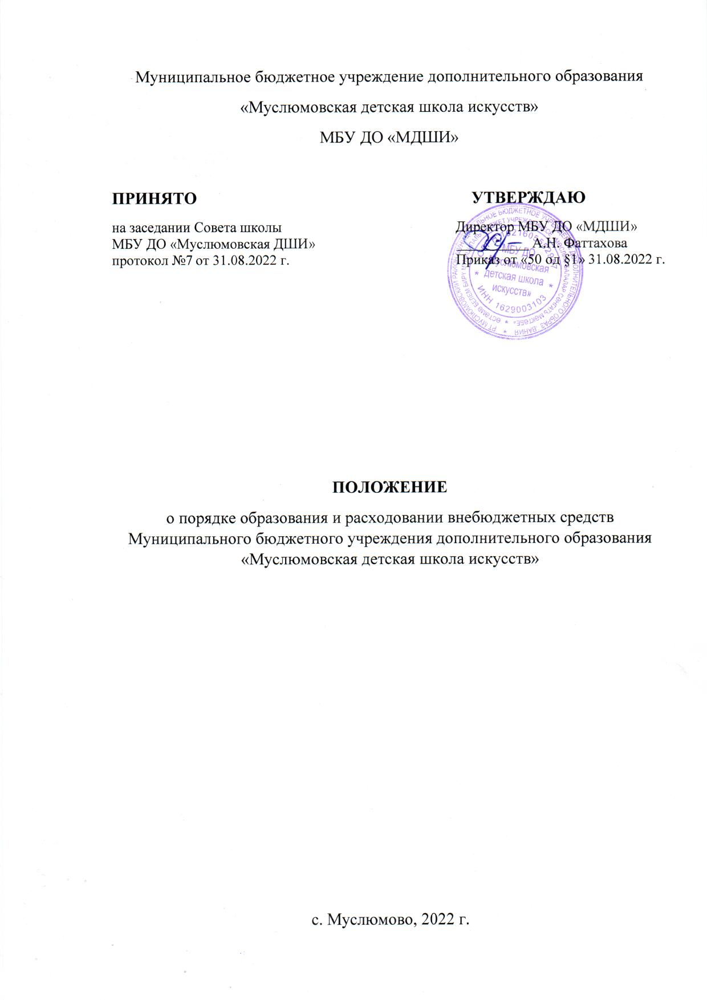 Муниципальное бюджетное учреждение дополнительного образования
«Муслюмовская детская школа искусств»
МБУ ДО «МДШИ»
ПРИНЯТО
на заседании Совета школы
МБУ ДО «Муслюмовская ДШИ»
протокол №7 от 31.08.2022 г.
УТВЕРЖДАЮ
Директор МБУ ДО «МДШИ»
А.Н. Фаттахова
Приказ от «50 од §1» 31.08.2022 г.
МБУ ДО
Муслюмовская
детская школа
искусств»
ИНН 1629003103
ПОЛОЖЕНИЕ
о порядке образования и расходовании внебюджетных средств
Муниципального бюджетного учреждения дополнительного образования
«Муслюмовская детская школа искусств»
с. Муслюмово, 2022 г.